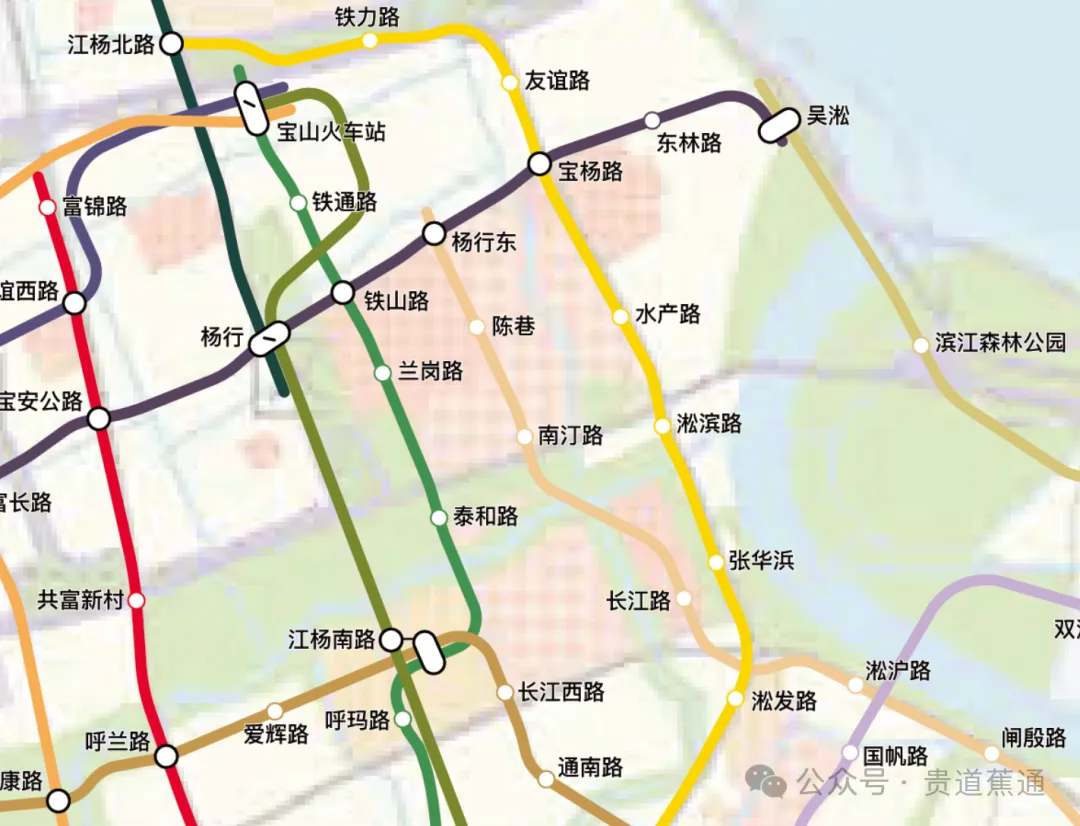 铁力路
江杨北路
友谊路
吴淞
宝山火车站
东林路
宝杨路
铁通路
富锦路
杨行东
谊西路
铁山路
水产路
陈巷
杨行
滨江森林公园
兰岗路
宝安公路
淞滨路
南汀路
富长路
泰和路
张华浜
共富新村
长江路
双江
江杨南路
淞沪路
长江西路
淞发路
呼玛路
爱辉路
闸殷路
呼兰路
国帆路
通南路
康路
公众号·贵道蕉通